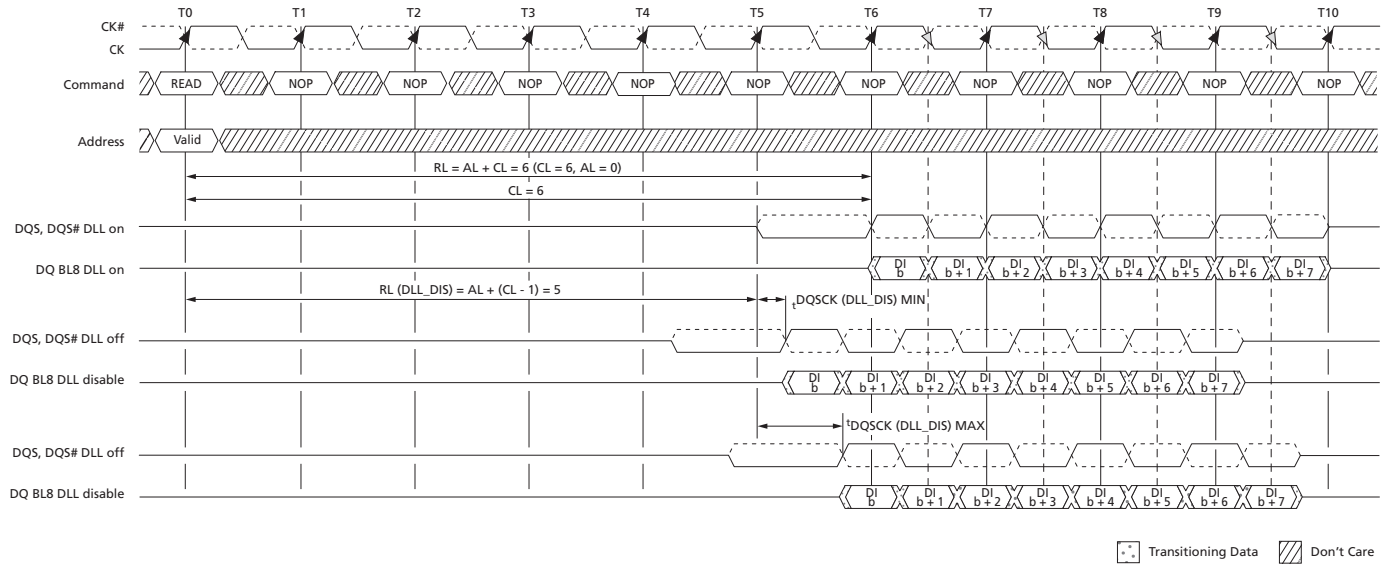 T0 T1 T2 T3 T4 T5 T6 T7 T8 T9 T10
CK#
CK
Command READ NOP NOP NOP NOP NOP NOP NOP NOP NOP NOP
Address Valid
RL = AL + CL = 6 (CL = 6, AL = 0)
CL = 6
DQS, DQS# DLL on
DQ BL8 DLL on DI b DI b + 1 DI b + 2 DI b + 3 DI b + 4 DI b + 5 DI b + 6 DI b + 7
RL (DLL_DIS) = AL + (CL - 1) = 5 tDQSCK (DLL_DIS) MIN
DQS, DQS# DLL off
DQ BL8 DLL disable DI b DI b + 1 DI b + 2 DI b + 3 DI b + 4 DI b + 5 DI b + 6 DI b + 7
tDQSCK (DLL_DIS) MAX
DQS, DQS# DLL off
DQ BL8 DLL disable DI b DI b + 1 DI b + 2 DI b + 3 DI b + 4 DI b + 5 DI b + 6 DI b + 7
Transitioning Data Don't Care